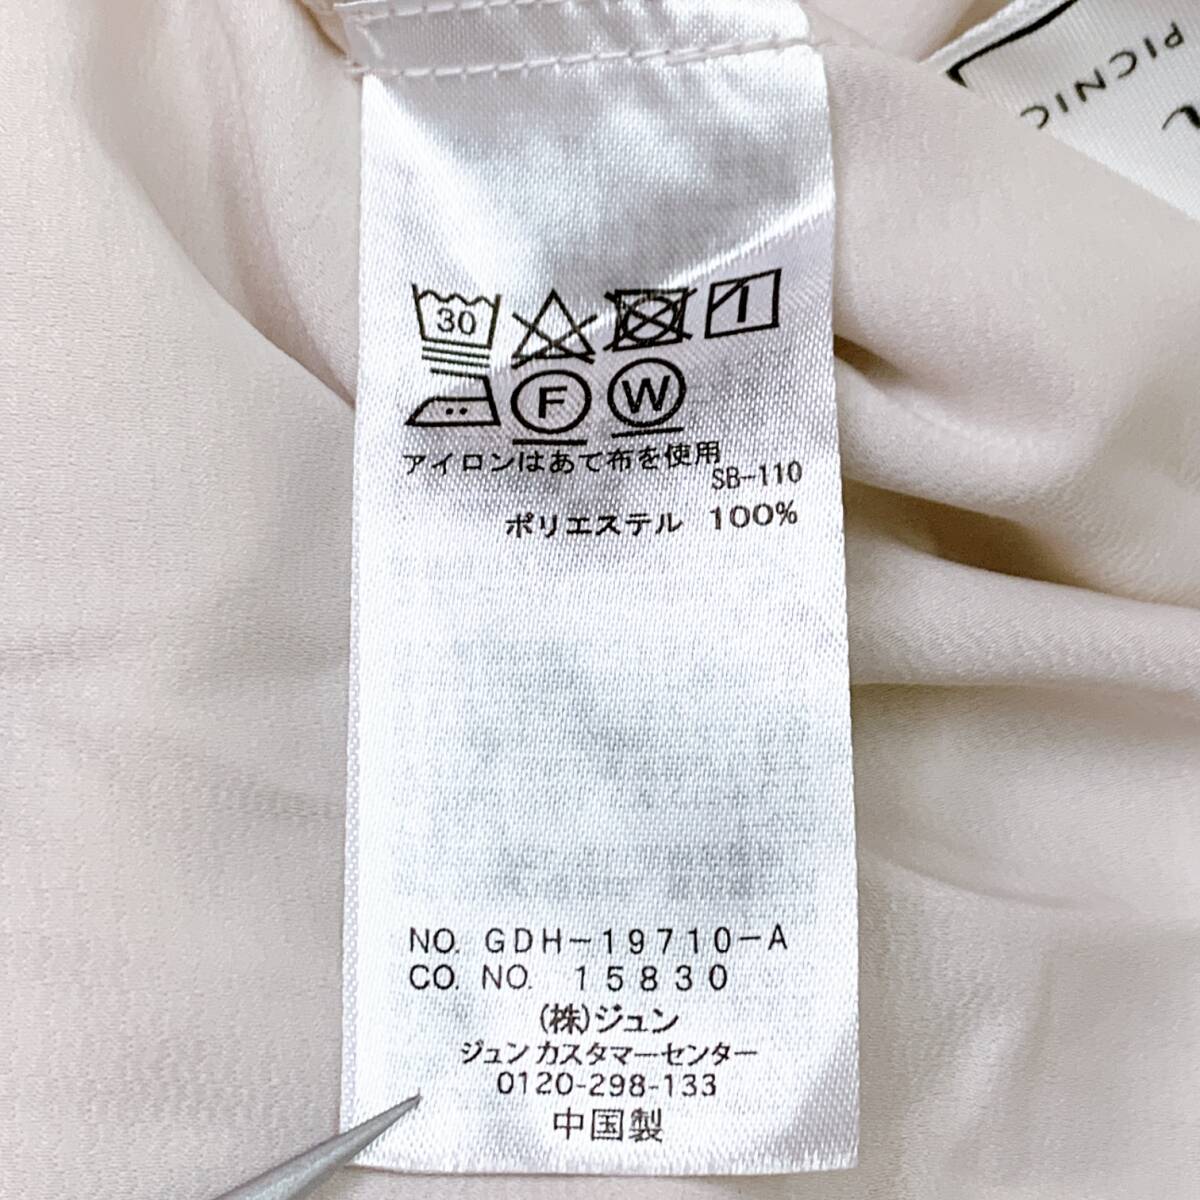 PICNIC
30
F W
アイロンはあて布を使用
SB-110
ポリエステル 100%
NO. GDH-19710-A
CO. NO. 15830
(株)ジュン
ジュンカスタマーセンター
0120-298-133
中国製